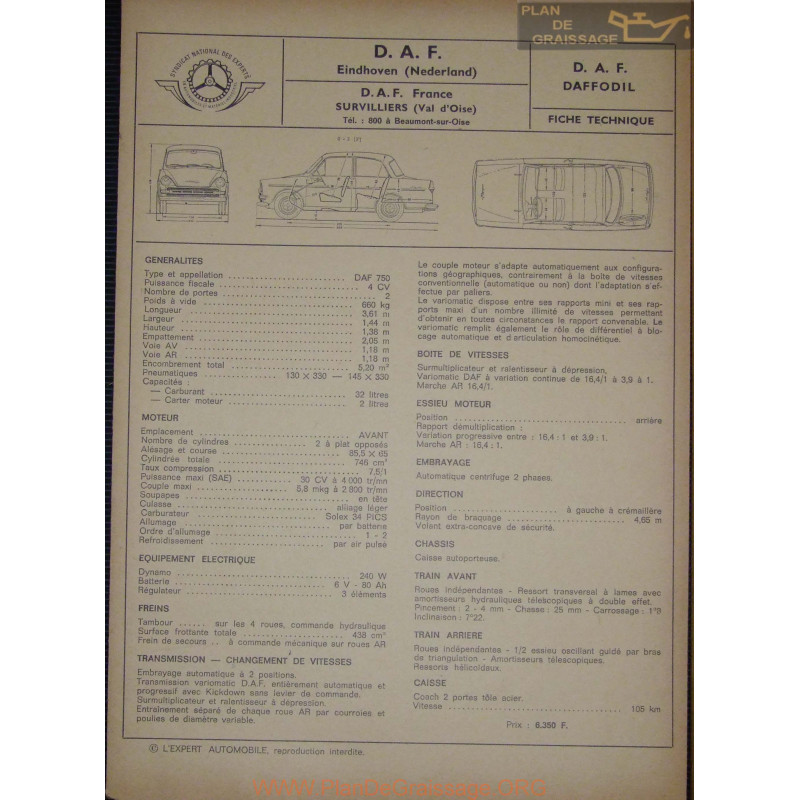 PLAN
DE
GRAISSAGE
SYNDICAT NATIONAL DES EXPERTS
D. A. F.
Eindhoven (Nederland)
D. A. F. France
SURVILLIERS (Val d'Oise)
Tél. : 800 à Beaumont-sur-Oise
D. A. F.
DAFFODIL
FICHE TECHNIQUE
GENERALITES
Type et appellation ..... DAF 750
Puissance fiscale ..... 4 CV
Nombre de portes ..... 2
Poids à vide ..... 660 kg
Longueur ..... 3,61 m
Largeur ..... 1,44 m
Hauteur ..... 1,38 m
Empattement ..... 2,05 m
Voie AV ..... 1,18 m
Voie AR ..... 1,18 m
Encombrement total ..... 5,20 m²
Pneumatiques ..... 130 × 330 — 145 × 330
Capacités :
— Carburant ..... 32 litres
— Carter moteur ..... 2 litres
MOTEUR
Emplacement ..... AVANT
Nombre de cylindres ..... 2 à plat opposés
Alésage et course ..... 85,5 × 65
Cylindrée totale ..... 746 cm³
Taux compression ..... 7,5/1
Puissance maxi (SAE) ..... 30 CV à 4 000 tr/mn
Couple maxi ..... 5,8 mkg à 2 800 tr/mn
Soupapes ..... en tête
Culasse ..... alliage léger
Carburateur ..... Solex 34 PICS
Allumage ..... par batterie
Ordre d'allumage ..... 1 - 2
Refroidissement ..... par air pulsé
EQUIPEMENT ELECTRIQUE
Dynamo ..... 240 W
Batterie ..... 6 V - 80 Ah
Régulateur ..... 3 éléments
FREINS
Tambour ...... sur les 4 roues, commande hydraulique
Surface frottante totale ..... 438 cm²
Frein de secours .. à commande mécanique sur roues AR
TRANSMISSION — CHANGEMENT DE VITESSES
Embrayage automatique à 2 positions.
Transmission variomatic D.A.F. entièrement automatique et
progressif avec Kickdown sans levier de commande.
Surmultiplicateur et ralentisseur à dépression.
Entraînement séparé de chaque roue AR par courroies et
poulies de diamètre variable.
Le couple moteur s'adapte automatiquement aux configura-
tions géographiques, contrairement à la boîte de vitesses
conventionnelle (automatique ou non) dont l'adaptation s'ef-
fectue par paliers.
Le variomatic dispose entre ses rapports mini et ses rap-
ports maxi d'un nombre illimité de vitesses permettant
d'obtenir en toutes circonstances le rapport convenable. Le
variomatic remplit également le rôle de différentiel à blo-
cage automatique et d'articulation homocinétique.
BOITE DE VITESSES
Surmultiplicateur et ralentisseur à dépression.
Variomatic DAF à variation continue de 16,4/1 à 3,9 à 1.
Marche AR 16,4/1.
ESSIEU MOTEUR
Position ..... arrière
Rapport démultiplication :
Variation progressive entre : 16,4 : 1 et 3,9 : 1.
Marche AR : 16,4 : 1.
EMBRAYAGE
Automatique centrifuge 2 phases.
DIRECTION
Position ..... à gauche à crémaillère
Rayon de braquage ..... 4,65 m
Volant extra-concave de sécurité.
CHASSIS
Caisse autoporteuse.
TRAIN AVANT
Roues indépendantes - Ressort transversal à lames avec
amortisseurs hydrauliques télescopiques à double effet.
Pincement : 2 - 4 mm - Chasse : 25 mm - Carrossage : 1°8
Inclinaison : 7°22.
TRAIN ARRIERE
Roues indépendantes - 1/2 essieu oscillant guidé par bras
de triangulation - Amortisseurs télescopiques.
Ressorts hélicoïdaux.
CAISSE
Coach 2 portes tôle acier.
Vitesse ..... 105 km
Prix : 6.350 F.
© L'EXPERT AUTOMOBILE, reproduction interdite.
www.PlanDeGraissage.ORG